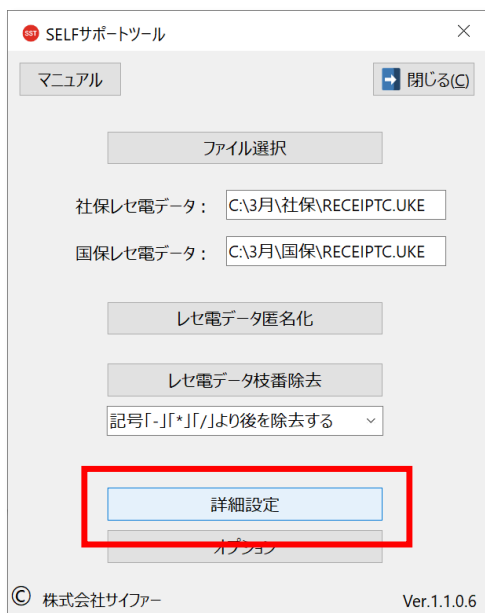 SST SELFサポートツール
マニュアル
閉じる(C)
ファイル選択
社保レセ電データ： C:\3月\社保\RECEIPTC.UKE
国保レセ電データ： C:\3月\国保\RECEIPTC.UKE
レセ電データ匿名化
レセ電データ枝番除去
記号「-」「*」「/」より後を除去する
詳細設定
オプション
© 株式会社サイファー
Ver.1.1.0.6